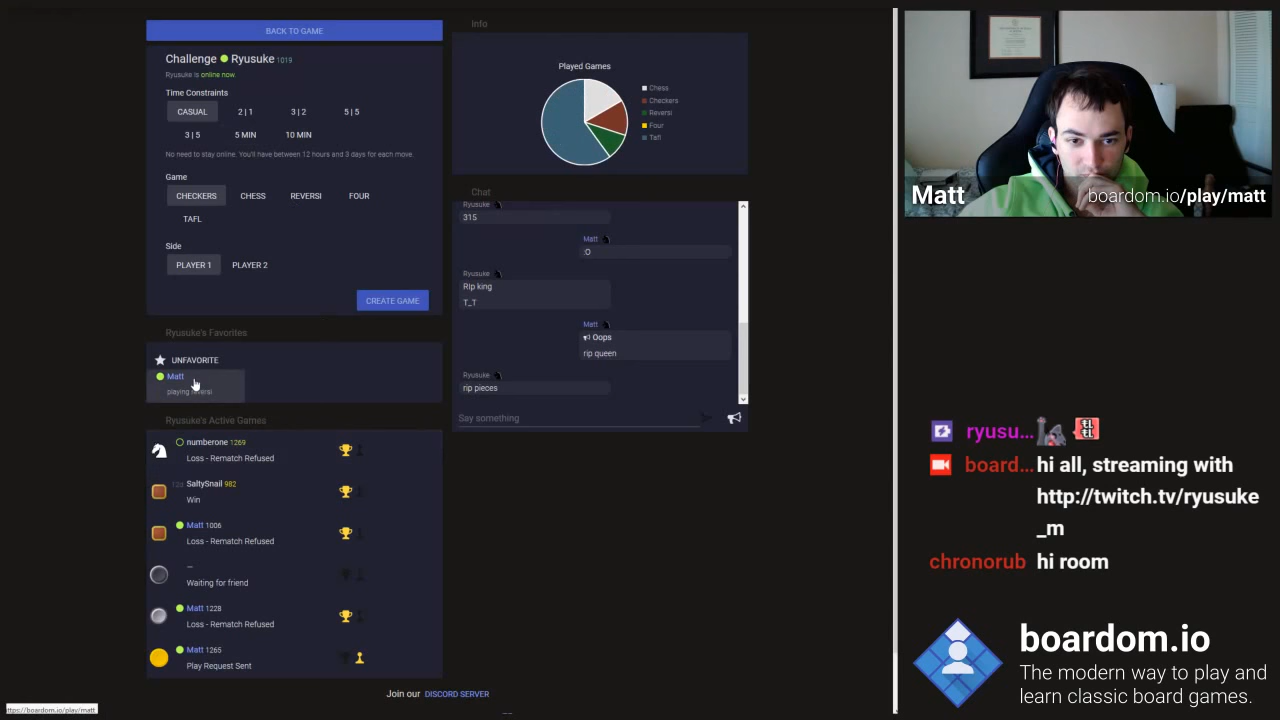 BACK TO GAME
Challenge Ryusuke 1019
Ryusuke is online now.
Time Constraints
CASUAL 2 | 1 3 | 2 5 | 5
3 | 5 5 MIN 10 MIN
No need to stay online. You'll have between 12 hours and 3 days for each move.
Game
CHECKERS CHESS REVERSI FOUR
TAFL
Side
PLAYER 1 PLAYER 2
CREATE GAME
Ryusuke's Favorites
UNFAVORITE
Matt
playing reversi
Ryusuke's Active Games
numberone 1269
Loss - Rematch Refused
12d SaltySnail 982
Win
Matt 1006
Loss - Rematch Refused
—
Waiting for friend
Matt 1228
Loss - Rematch Refused
Matt 1265
Play Request Sent
Info
Played Games
Chess
Checkers
Reversi
Four
Tafl
Chat
Ryusuke
315
Matt
:O
Ryusuke
Rip king
T_T
Matt
Oops
rip queen
Ryusuke
rip pieces
Say something
Join our DISCORD SERVER
ttps://boardom.io/play/matt
Matt boardom.io/play/matt
ryusu...
board... hi all, streaming with
http://twitch.tv/ryusuke
_m
chronorub hi room
boardom.io
The modern way to play and
learn classic board games.